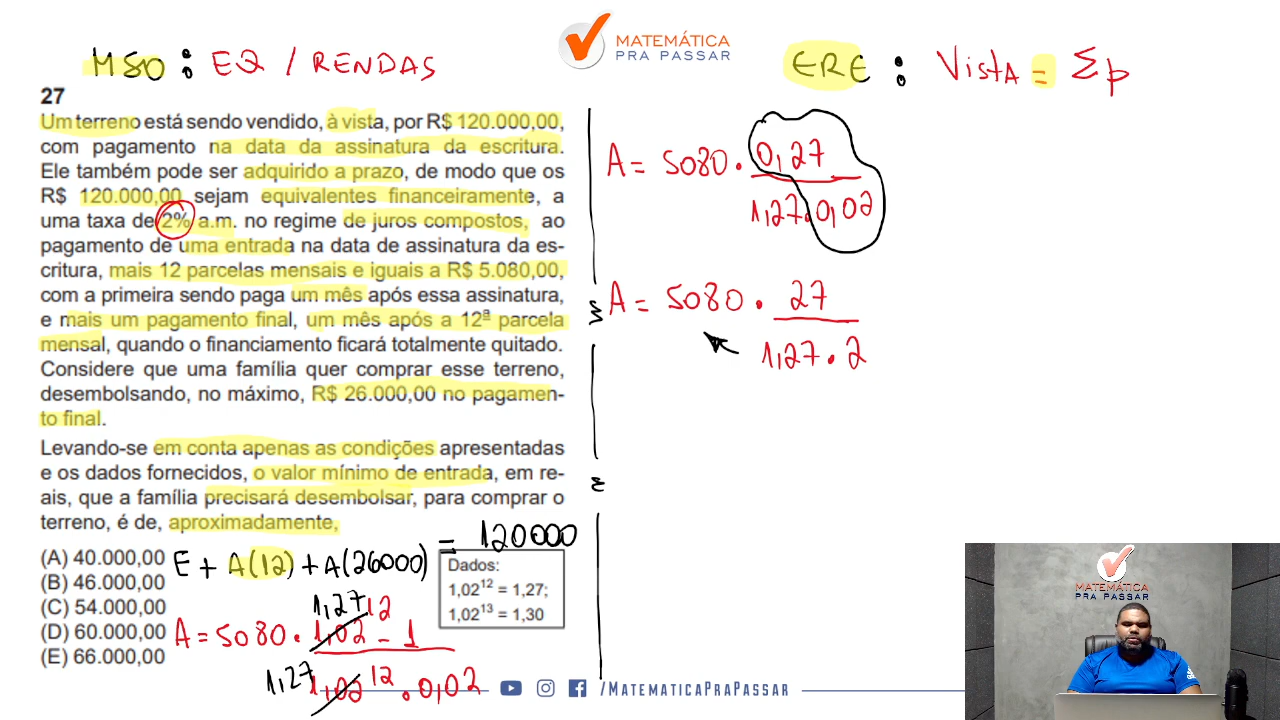 MSO : EQ / RENDAS
MATEMÁTICA
PRA PASSAR
ERE : VistA = Σp
27
Um terreno está sendo vendido, à vista, por R$ 120.000,00,
com pagamento na data da assinatura da escritura.
Ele também pode ser adquirido a prazo, de modo que os
R$ 120.000,00 sejam equivalentes financeiramente, a
uma taxa de 2% a.m. no regime de juros compostos, ao
pagamento de uma entrada na data de assinatura da es-
critura, mais 12 parcelas mensais e iguais a R$ 5.080,00,
com a primeira sendo paga um mês após essa assinatura,
e mais um pagamento final, um mês após a 12ª parcela
mensal, quando o financiamento ficará totalmente quitado.
Considere que uma família quer comprar esse terreno,
desembolsando, no máximo, R$ 26.000,00 no pagamen-
to final.
Levando-se em conta apenas as condições apresentadas
e os dados fornecidos, o valor mínimo de entrada, em re-
ais, que a família precisará desembolsar, para comprar o
terreno, é de, aproximadamente,
(A) 40.000,00
(B) 46.000,00
(C) 54.000,00
(D) 60.000,00
(E) 66.000,00
E + A(12) + A(26000) = 120000
Dados:
1,02¹² = 1,27;
1,02¹³ = 1,30
1,27
A = 5080 . 1,02¹² - 1
1,27 1,02¹² . 0,02
A = 5080 . 0,27
1,27 . 0,02
A = 5080 . 27
1,27 . 2
MATEMÁTICA
PRA PASSAR
/MATEMATICAPRAPASSAR